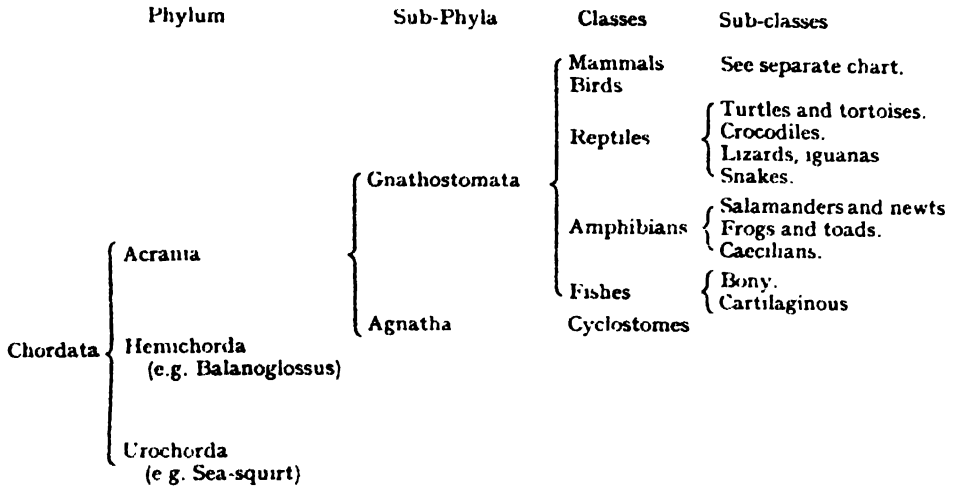 Phylum Sub-Phyla Classes Sub-classes
Mammals See separate chart.
Birds
Reptiles
Turtles and tortoises.
Crocodiles.
Lizards, iguanas
Snakes.
Gnathostomata
Amphibians
Salamanders and newts
Frogs and toads.
Caecilians.
Acrania
Fishes
Bony.
Cartilaginous
Agnatha Cyclostomes
Chordata
Hemichorda
(e.g. Balanoglossus)
Urochorda
(e g. Sea-squirt)